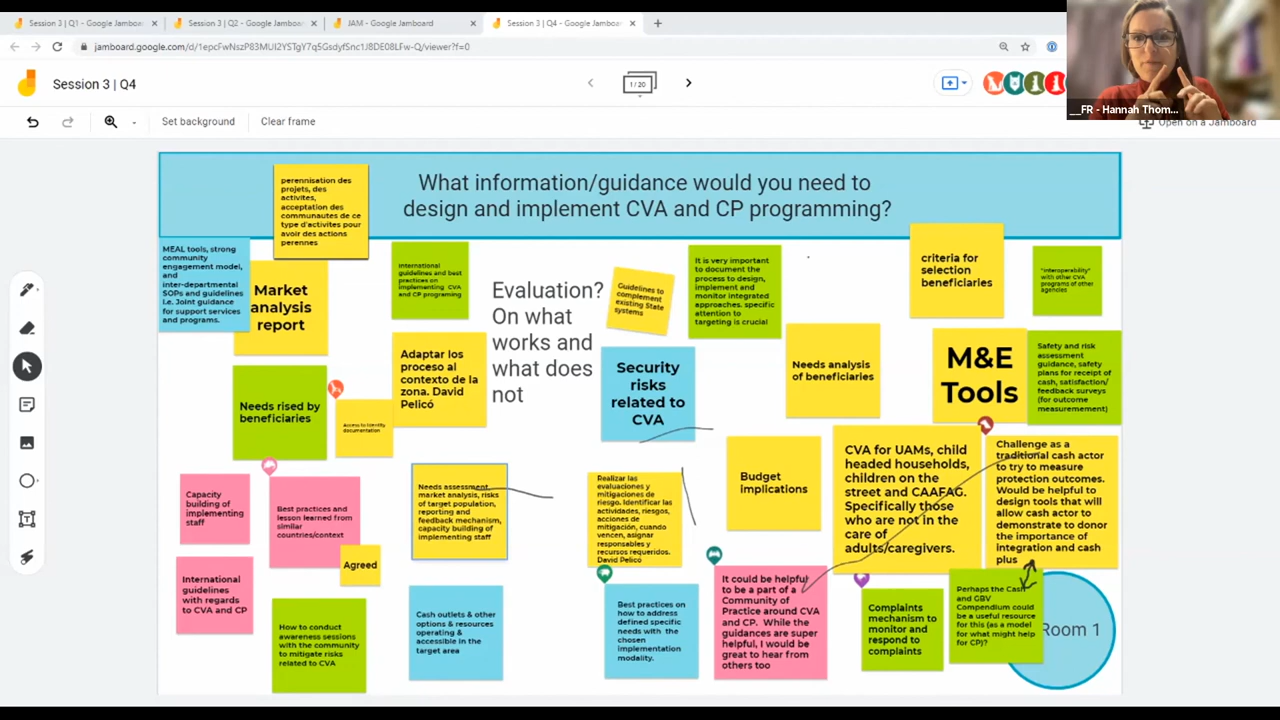 Session 3 | Q1 - Google Jamboa
Session 3 | Q2 - Google Jamboa
JAM - Google Jamboard
Session 3 | Q4 - Google Jamboa
Session 3 | Q4
1 / 20
__FR - Hannah Thom...
Open on a Jamboard
Set background
Clear frame
What information/guidance would you need to
design and implement CVA and CP programming?
perennisation des
projets, des
activites,
acceptation des
communautes de ce
type d'activites pour
avoir des actions
perennes
MEAL tools, strong
community
engagement model,
and
inter-departmental
SOPs and guidelines
i.e. Joint guidance
for support services
and programs.
Market
analysis
report
International
guidelines and best
practices on
implementing CVA
and CP programing
Evaluation?
On what
works and
what does
not
Guidelines to
complement
existing State
systems
It is very important
to document the
process to design,
implement and
monitor integrated
approaches. specific
attention to
targeting is crucial
criteria for
selection
beneficiaries
"Interoperability"
with other CVA
programs of other
agencies
Needs rised by
beneficiaries
Access to Identity
documentation
Adaptar los
proceso al
contexto de la
zona. David
Pelicó
Security
risks
related to
CVA
Needs analysis
of beneficiaries
M&E
Tools
Safety and risk
assessment
guidance, safety
plans for receipt of
cash, satisfaction/
feedback surveys
(for outcome
measuremement)
Capacity
building of
implementing
staff
Best practices and
lesson learned from
similar
countries/context
Agreed
Needs assessment,
market analysis, risks
of target population,
reporting and
feedback mechanism,
capacity building of
implementing staff
Realizar las
evaluaciones y
mitigaciones de
riesgo. Identificar las
actividades, riesgos,
acciones de
mitigación, cuando
vencen, asignar
responsables y
recursos requeridos.
David Pelicó
Budget
implications
CVA for UAMs, child
headed households,
children on the
street and CAAFAG.
Specifically those
who are not in the
care of
adults/caregivers.
Challenge as a
traditional cash actor
to try to measure
protection outcomes.
Would be helpful to
design tools that will
allow cash actor to
demonstrate to donor
the importance of
integration and cash
plus
International
guidelines with regards
to CVA and CP
How to conduct
awareness sessions
with the community
to mitigate risks
related to CVA
Cash outlets & other
options & resources
operating &
accessible in the
target area
Best practices on
how to address
defined specific
needs with the
chosen
implementation
modality.
It could be helpful
to be a part of a
Community of
Practice around CVA
and CP. While the
guidances are super
helpful, I would be
great to hear from
others too
Complaints
mechanism to
monitor and
respond to
complaints
Perhaps the Cash
and GBV
Compendium could
be a useful resource
for this (as a model
for what might help
for CP)?
Room 1